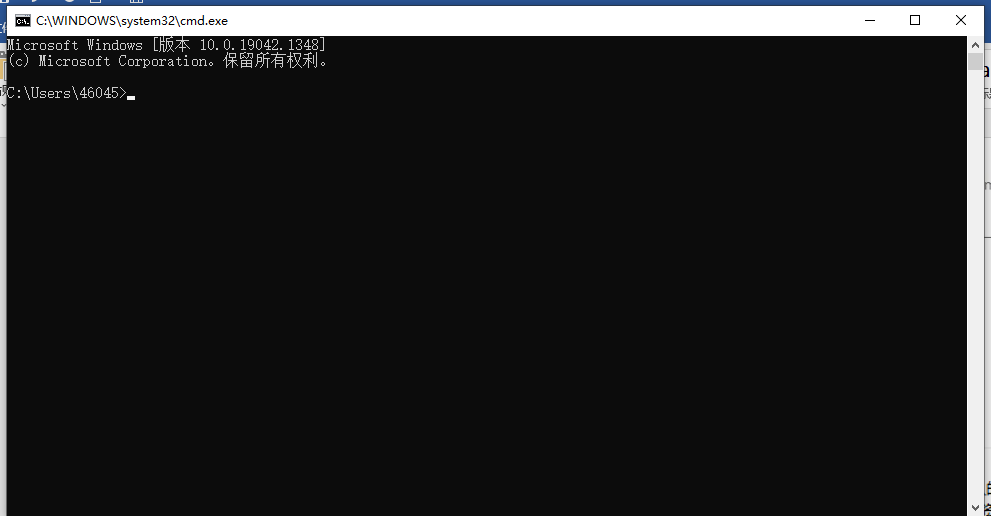 C:\WINDOWS\system32\cmd.exe
Microsoft Windows [版本 10.0.19042.1348]
(c) Microsoft Corporation。保留所有权利。
C:\Users\46045>